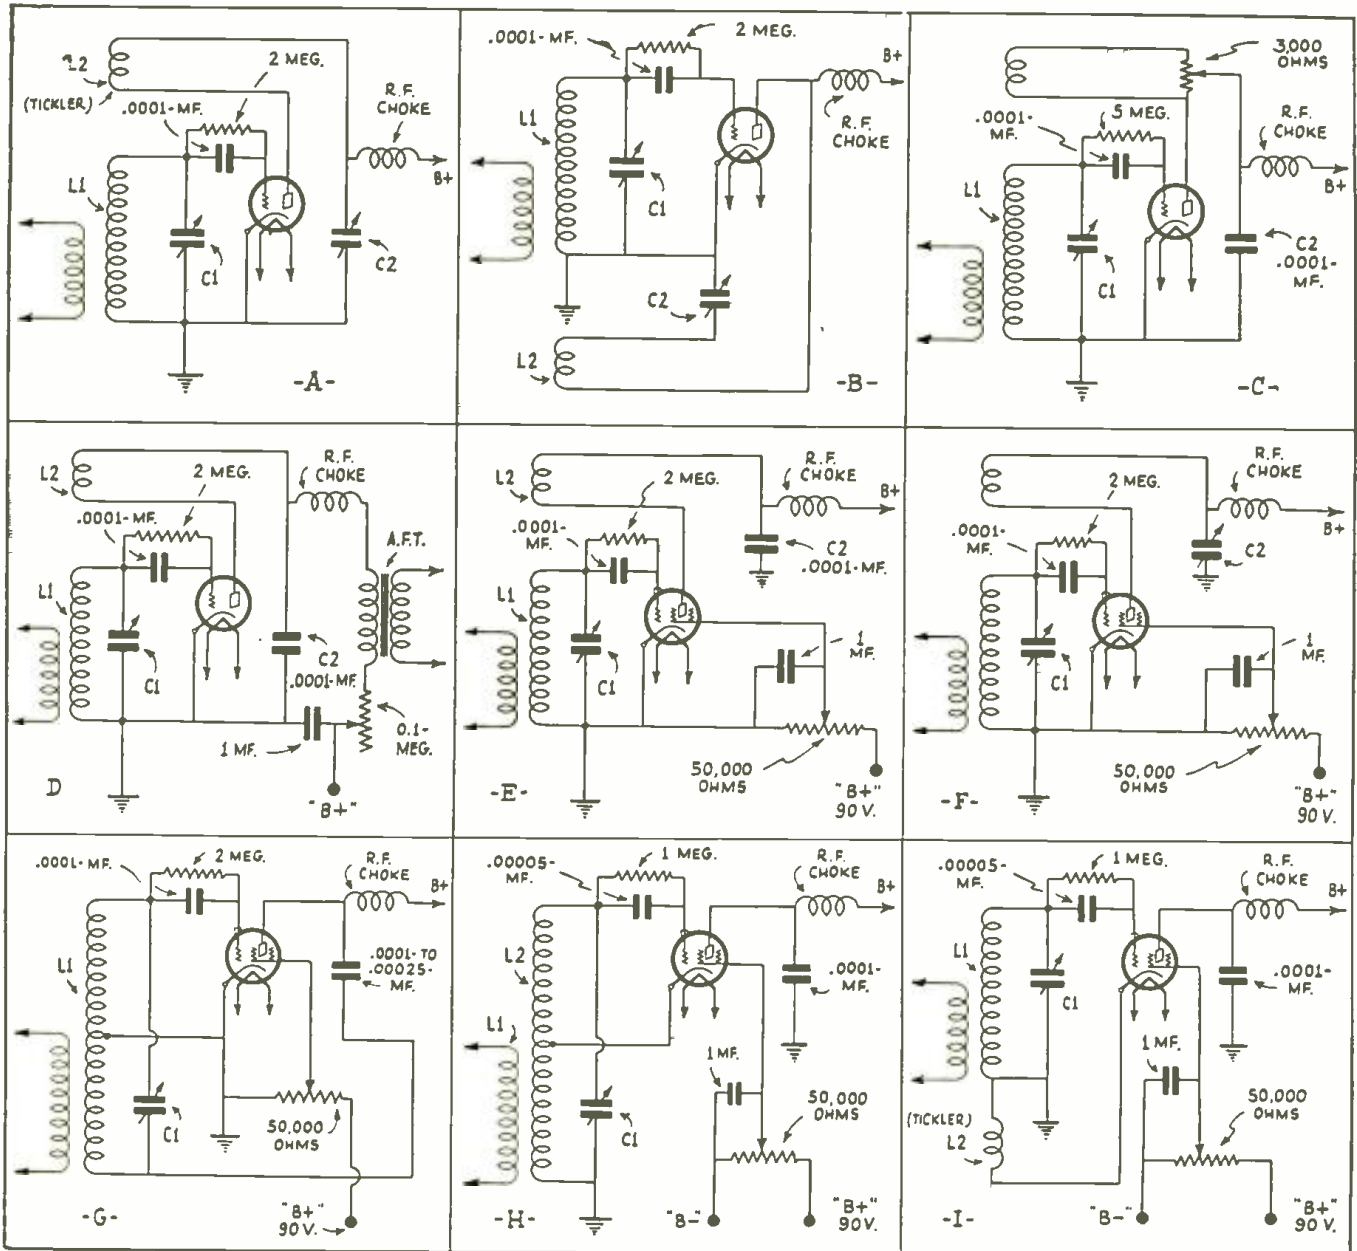 L2
(TICKLER)
2 MEG.
.0001-MF.
R.F.
CHOKE
B+
L1
C1
C2
-A-
.0001-MF.
2 MEG.
B+
R.F.
CHOKE
L1
C1
C2
L2
-B-
3,000
OHMS
.0001-
MF.
.5 MEG.
R.F.
CHOKE
B+
L1
C1
C2
.0001-
MF.
-C-
L2
2 MEG.
R.F.
CHOKE
.0001-MF.
A.F.T.
L1
C1
C2
.0001-MF.
1 MF.
0.1-
MEG.
D
"B+"
L2
2 MEG.
R.F.
CHOKE
B+
.0001-
MF.
C2
.0001-MF.
L1
C1
1
MF.
50,000
OHMS
-E-
"B+"
90 V.
R.F.
CHOKE
2 MEG.
.0001-
MF.
B+
C2
L1
C1
1
MF.
50,000
OHMS
-F-
"B+"
90 V.
.0001-MF.
2 MEG.
R.F.
CHOKE
B+
L1
.0001-TO
.00025-
MF.
C1
50,000
OHMS
-G-
"B+"
90 V.
.00005-
MF.
1 MEG.
R.F.
CHOKE
B+
L2
.0001-
MF.
L1
1 MF.
C1
50,000
OHMS
-H-
"B-"
"B+"
90 V.
.00005-
MF.
1 MEG.
R.F.
CHOKE
B+
L1
C1
.0001-
MF.
1 MF.
(TICKLER)
L2
50,000
OHMS
-I-
"B-"
"B+"
90 V.